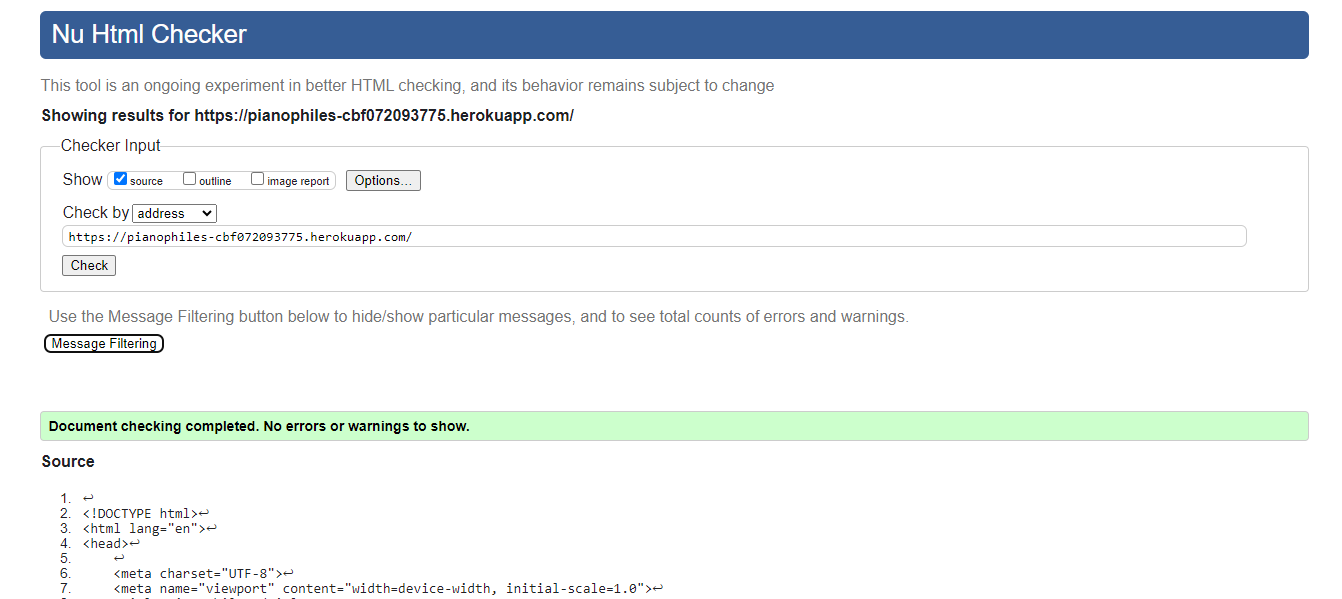 Nu Html Checker
This tool is an ongoing experiment in better HTML checking, and its behavior remains subject to change
Showing results for https://pianophiles-cbf072093775.herokuapp.com/
Checker Input
Show source outline image report Options...
Check by address
https://pianophiles-cbf072093775.herokuapp.com/
Check
Use the Message Filtering button below to hide/show particular messages, and to see total counts of errors and warnings.
Message Filtering
Document checking completed. No errors or warnings to show.
Source
1. ↩
2. <!DOCTYPE html>↩
3. <html lang="en">↩
4. <head>↩
5. ↩
6. <meta charset="UTF-8">↩
7. <meta name="viewport" content="width=device-width, initial-scale=1.0">↩